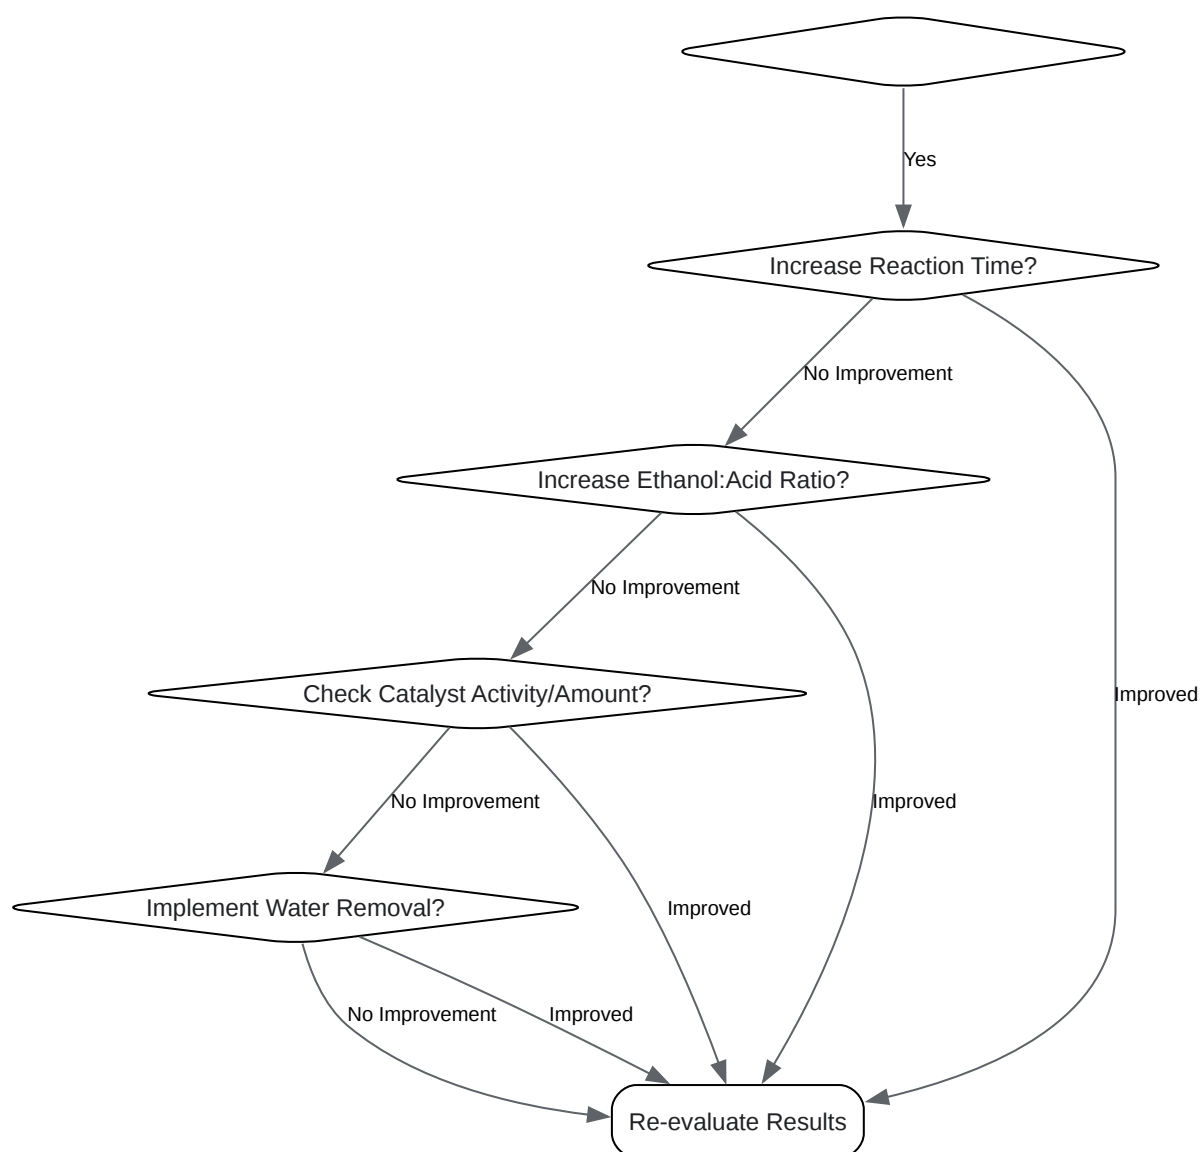 Yes
Increase Reaction Time?
No Improvement
Increase Ethanol:Acid Ratio?
No Improvement
Check Catalyst Activity/Amount?
Improved
No Improvement
Improved
Implement Water Removal?
Improved
No Improvement
Improved
Re-evaluate Results